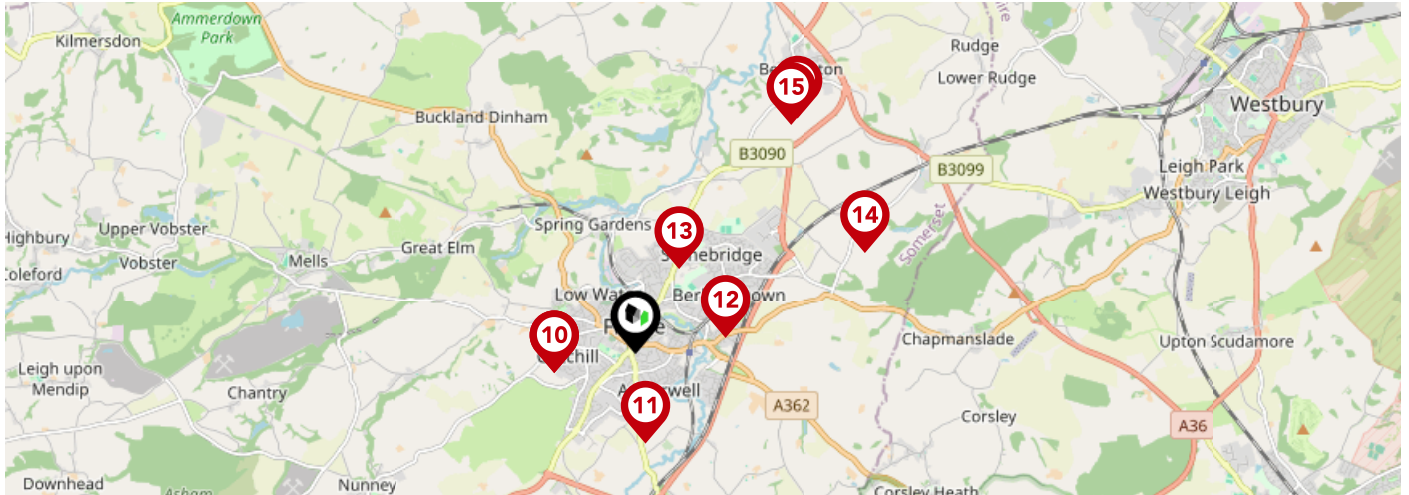 Ammerdown
Park
Kilmersdon
Rudge
Lower Rudge
15
Westbury
Buckland Dinham
B3090
B3099
Leigh Park
Westbury Leigh
Highbury
Upper Vobster
Spring Gardens
13
14
Somerset
Great Elm
Mells
Vobster
Coleford
12
10
Chapmanslade
Upton Scudamore
Leigh upon
Mendip
Chantry
11
A362
Corsley
A36
Downhead
Nunney
Corsley Heath